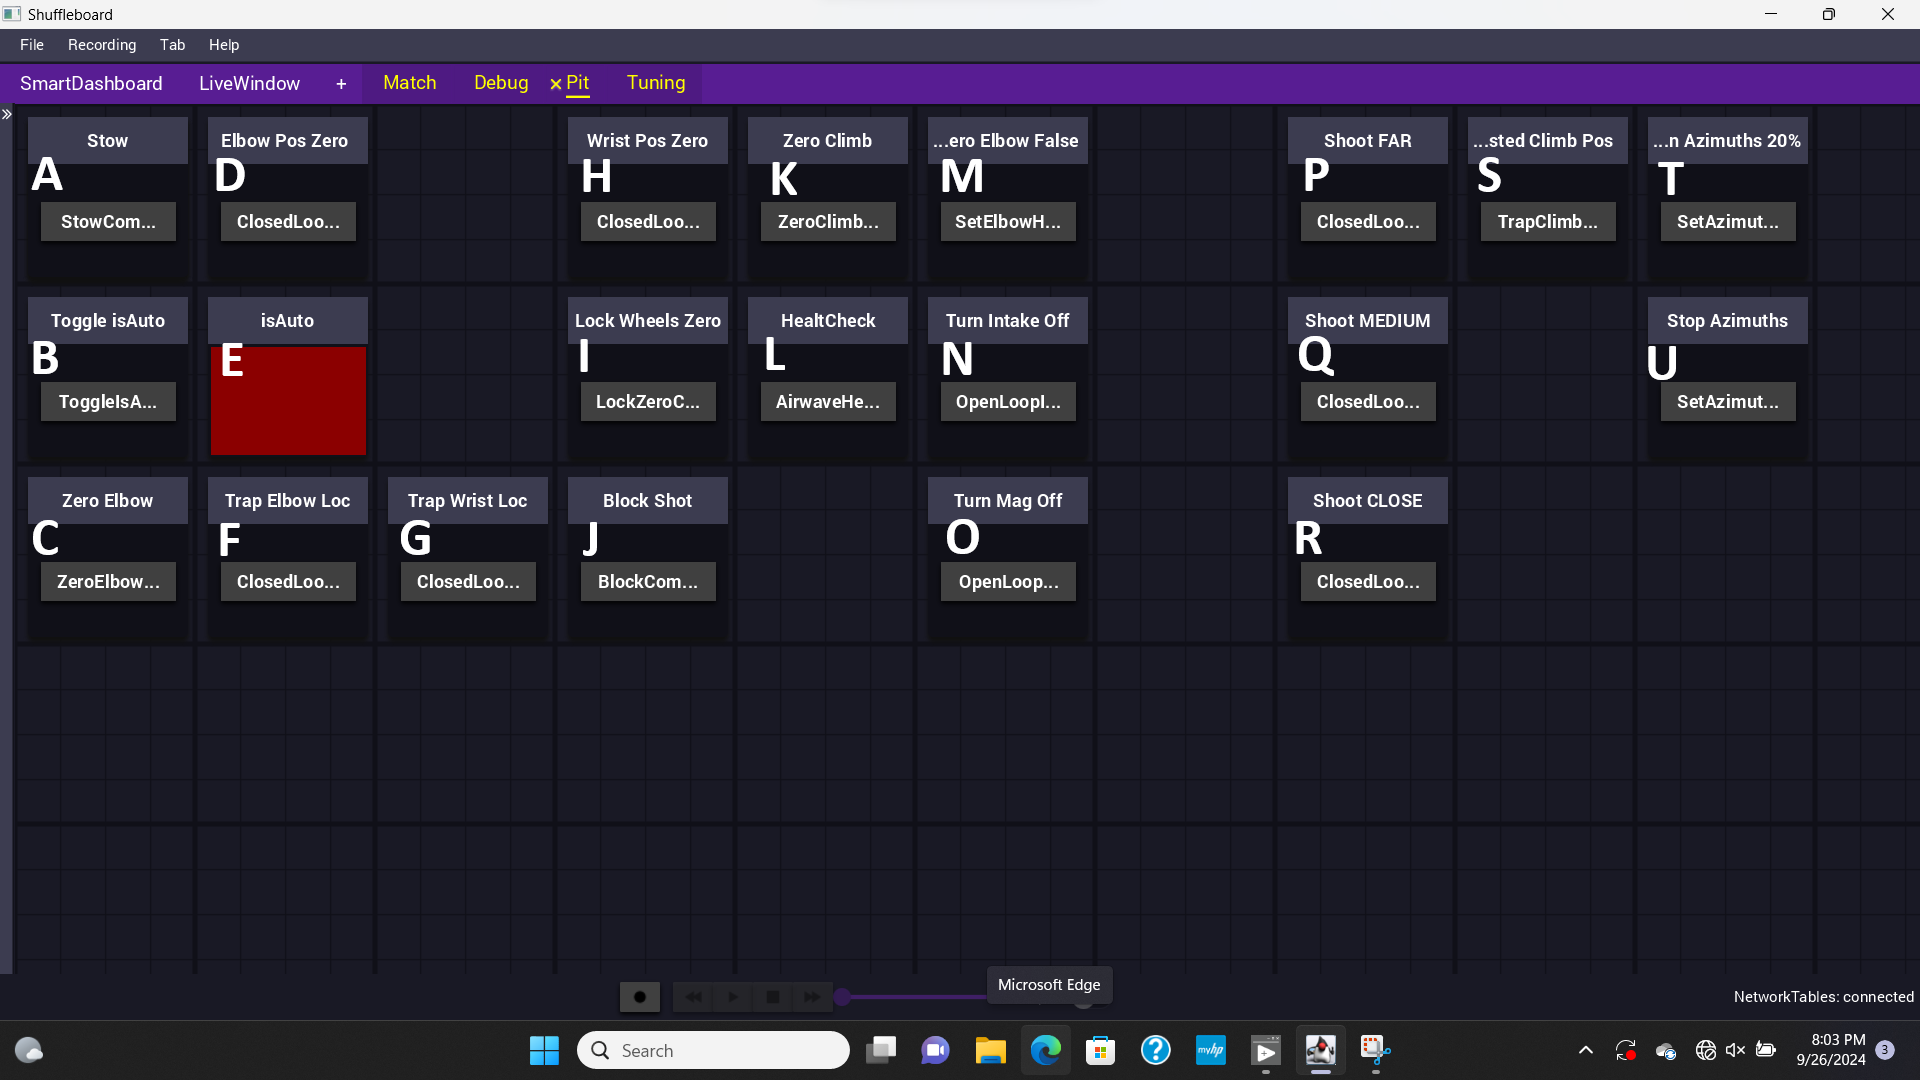 Shuffleboard
File Recording Tab Help
SmartDashboard LiveWindow + Match Debug × Pit Tuning
»
Stow Elbow Pos Zero Wrist Pos Zero Zero Climb ...ero Elbow False Shoot FAR ...sted Climb Pos ...n Azimuths 20%
A D H K M P S T
StowCom... ClosedLoo... ClosedLoo... ZeroClimb... SetElbowH... ClosedLoo... TrapClimb... SetAzimut...
Toggle isAuto isAuto Lock Wheels Zero HealtCheck Turn Intake Off Shoot MEDIUM Stop Azimuths
B E I L N Q U
ToggleIsA... LockZeroC... AirwaveHe... OpenLoopI... ClosedLoo... SetAzimut...
Zero Elbow Trap Elbow Loc Trap Wrist Loc Block Shot Turn Mag Off Shoot CLOSE
C F G J O R
ZeroElbow... ClosedLoo... ClosedLoo... BlockCom... OpenLoop... ClosedLoo...
Microsoft Edge
NetworkTables: connected
Search
myhp
8:03 PM
9/26/2024
3